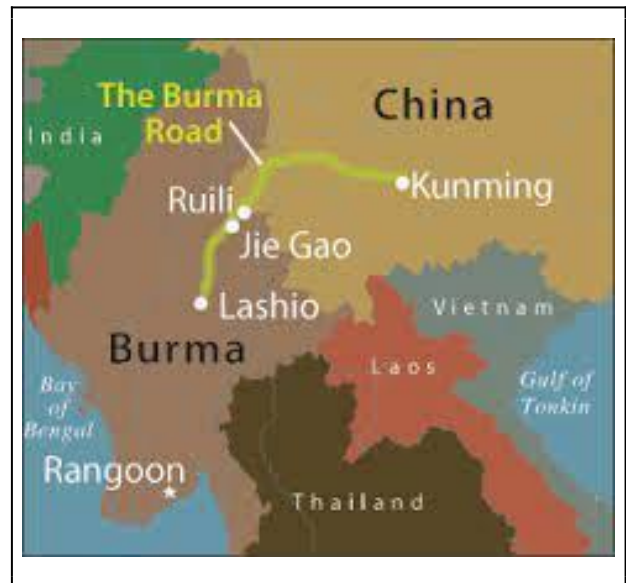 The Burma
Road
China
India
Ruili
Kunming
Jie Gao
Lashio
Vietnam
Burma
Laos
Bay
of
Bengal
Gulf of
Tonkin
Rangoon
Thailand